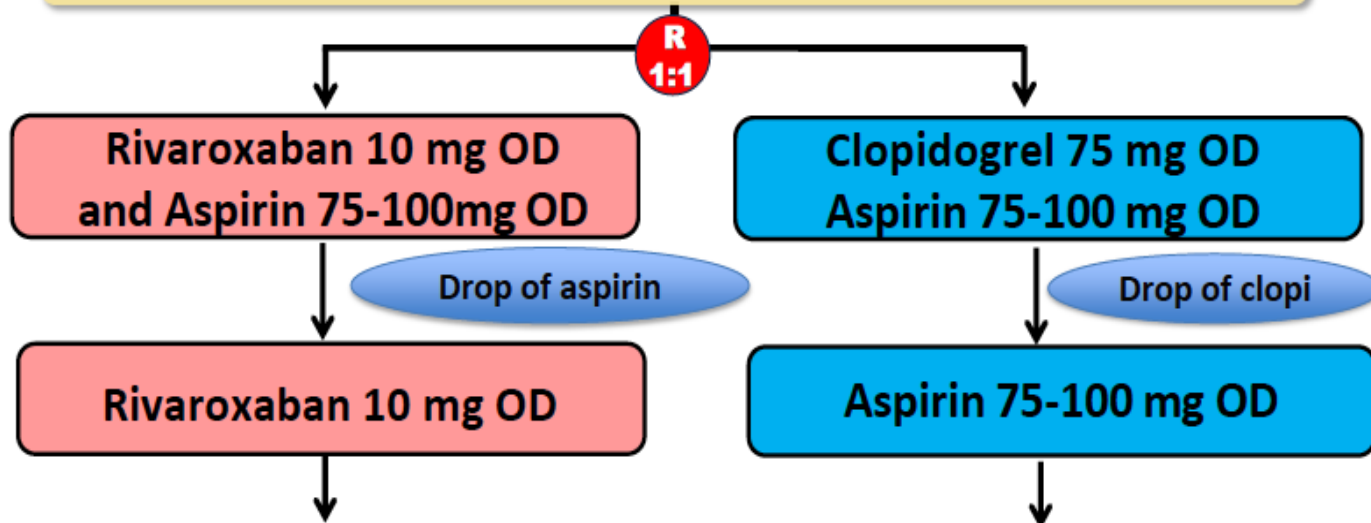 R
1:1
Rivaroxaban 10 mg OD
and Aspirin 75-100mg OD
Clopidogrel 75 mg OD
Aspirin 75-100 mg OD
Drop of aspirin
Drop of clopi
Rivaroxaban 10 mg OD
Aspirin 75-100 mg OD